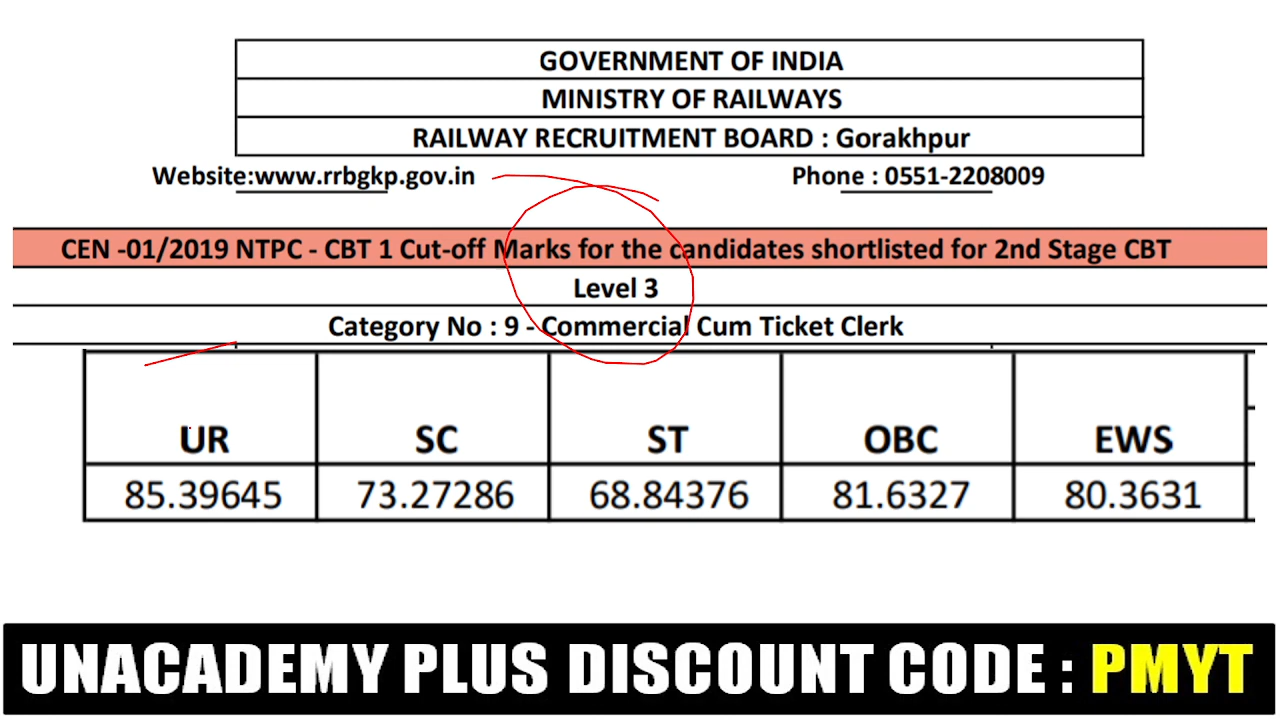 GOVERNMENT OF INDIA
MINISTRY OF RAILWAYS
RAILWAY RECRUITMENT BOARD : Gorakhpur
Website:www.rrbgkp.gov.in Phone : 0551-2208009
CEN -01/2019 NTPC - CBT 1 Cut-off Marks for the candidates shortlisted for 2nd Stage CBT
Level 3
Category No : 9 - Commercial Cum Ticket Clerk
UR SC ST OBC EWS
85.39645 73.27286 68.84376 81.6327 80.3631
UNACADEMY PLUS DISCOUNT CODE : PMYT